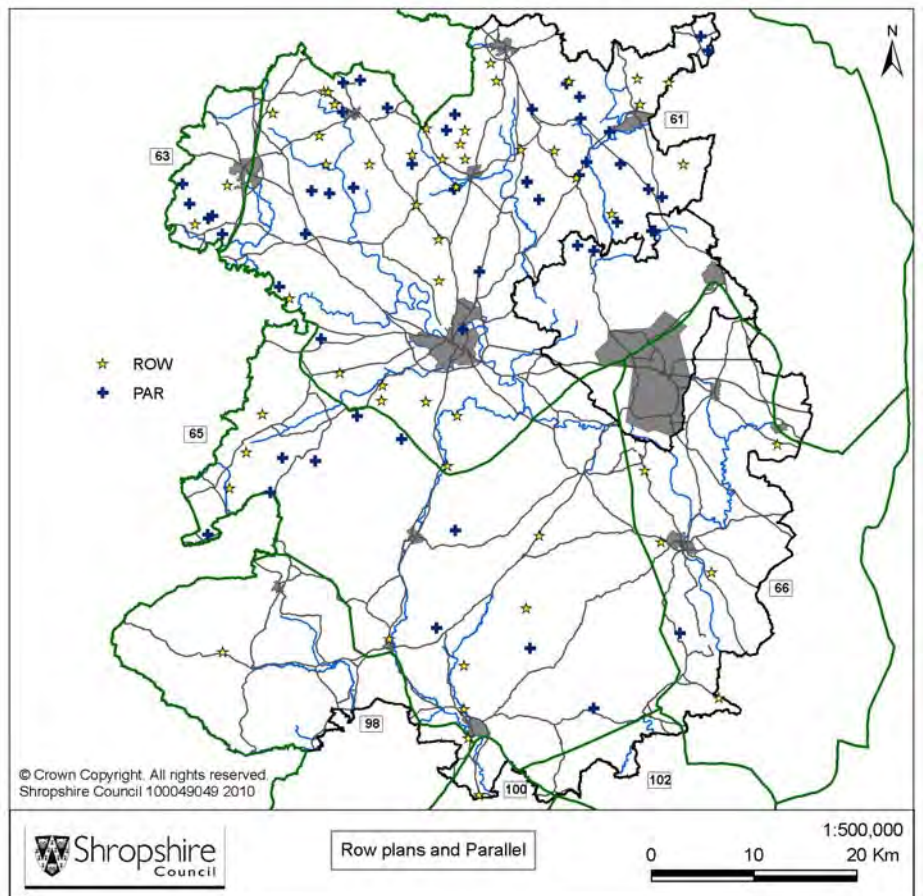 N
61
63
ROW
PAR
65
66
98
© Crown Copyright. All rights reserved.
Shropshire Council 100049049 2010
100
102
Shropshire
Council
Row plans and Parallel
1:500,000
0 10 20 Km